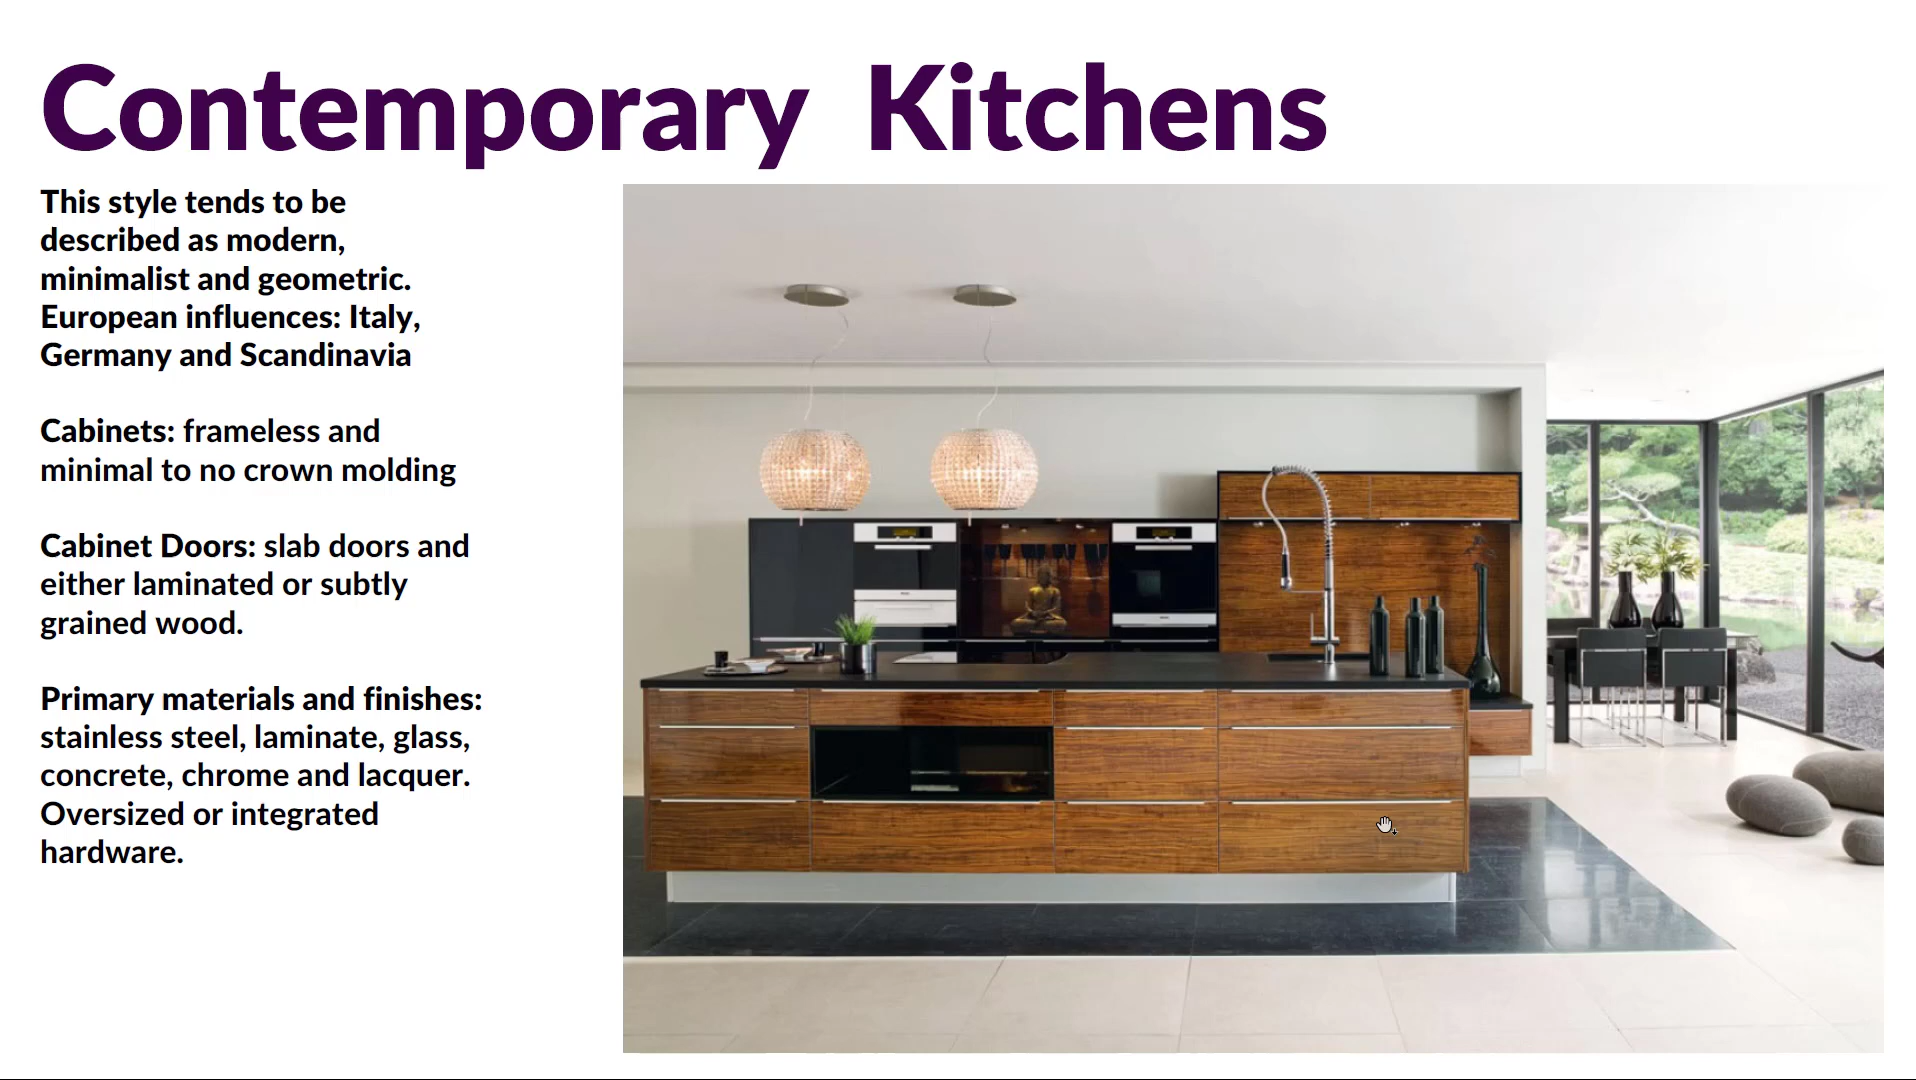 Contemporary Kitchens
This style tends to be
described as modern,
minimalist and geometric.
European influences: Italy,
Germany and Scandinavia
Cabinets: frameless and
minimal to no crown molding
Cabinet Doors: slab doors and
either laminated or subtly
grained wood.
Primary materials and finishes:
stainless steel, laminate, glass,
concrete, chrome and lacquer.
Oversized or integrated
hardware.